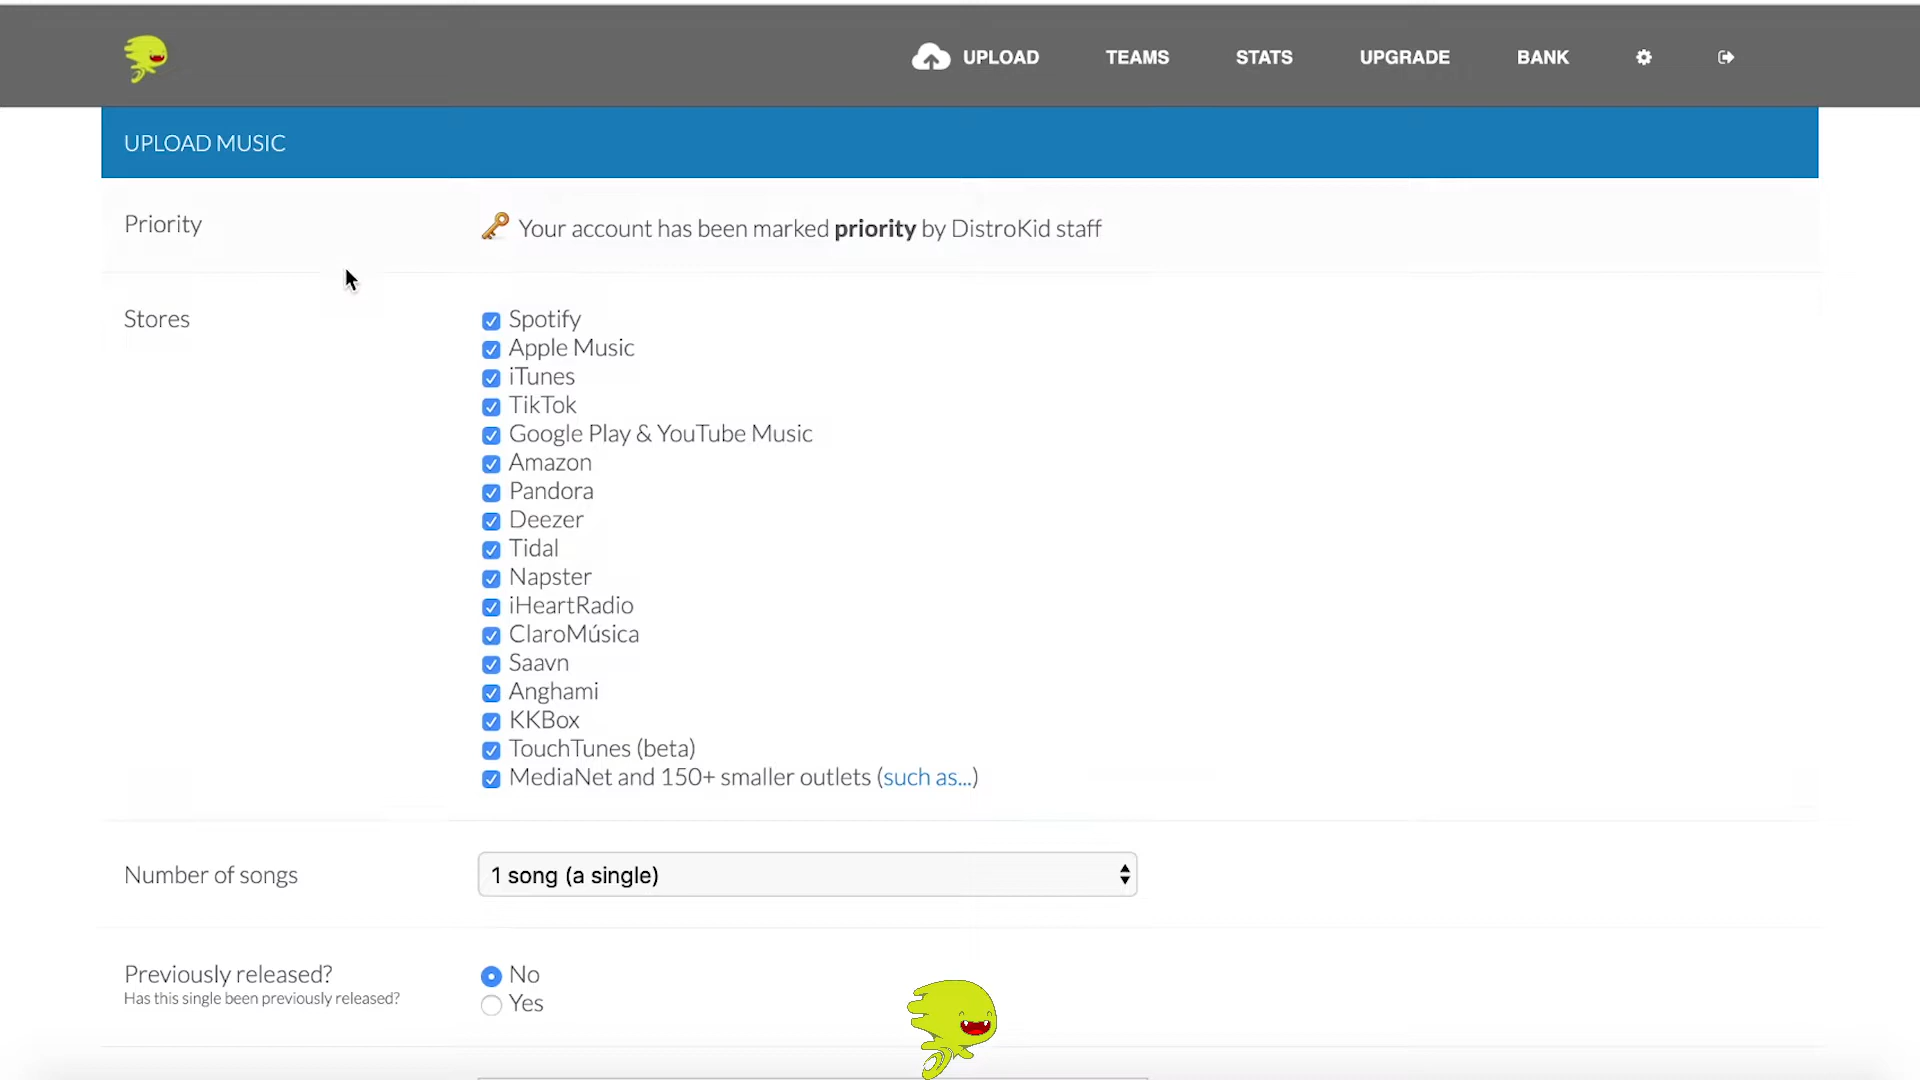 UPLOAD TEAMS STATS UPGRADE BANK
UPLOAD MUSIC
Priority
Your account has been marked priority by DistroKid staff
Stores
Spotify
Apple Music
iTunes
TikTok
Google Play & YouTube Music
Amazon
Pandora
Deezer
Tidal
Napster
iHeartRadio
ClaroMúsica
Saavn
Anghami
KKBox
TouchTunes (beta)
MediaNet and 150+ smaller outlets (such as...)
Number of songs
1 song (a single)
Previously released?
Has this single been previously released?
No
Yes